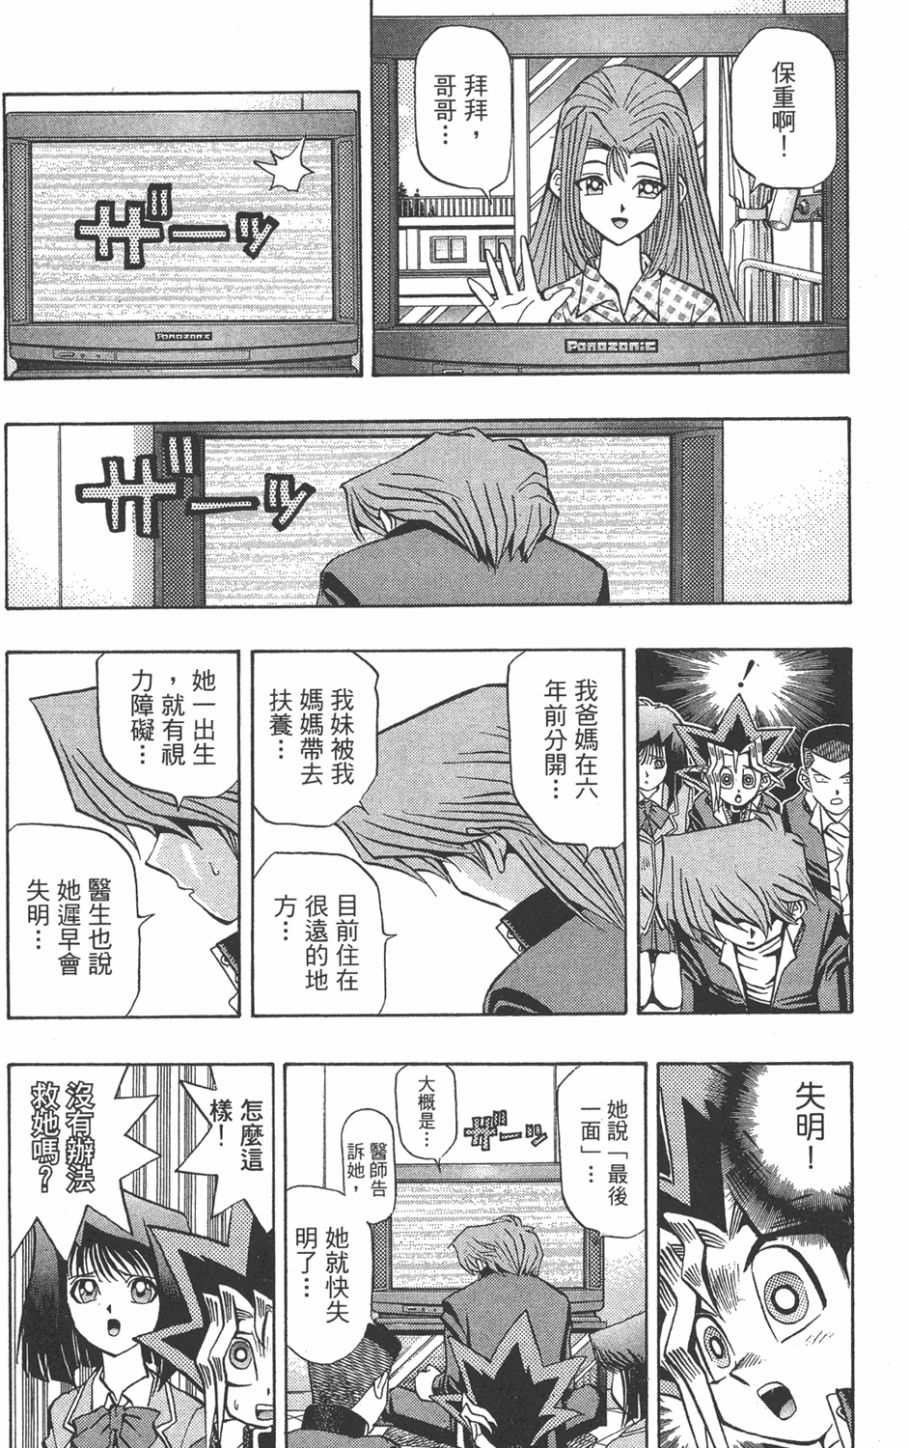 保重啊！
拜拜，
哥哥…
Panazonic
ザーッ
Panazonic
ザーッ
！
我爸媽在六
年前分開…
我妹被我
媽媽帶去
扶養…
目前住在
很遠的地
方…
她一出生
，就有視
力障礙…
醫生也說
她遲早會
失明…
失明！
她說「最後
一面」…
ザーッ
大概是…
醫師告
訴她，
她就快失
明了…
怎麼這
樣！
沒有辦法
救她嗎？